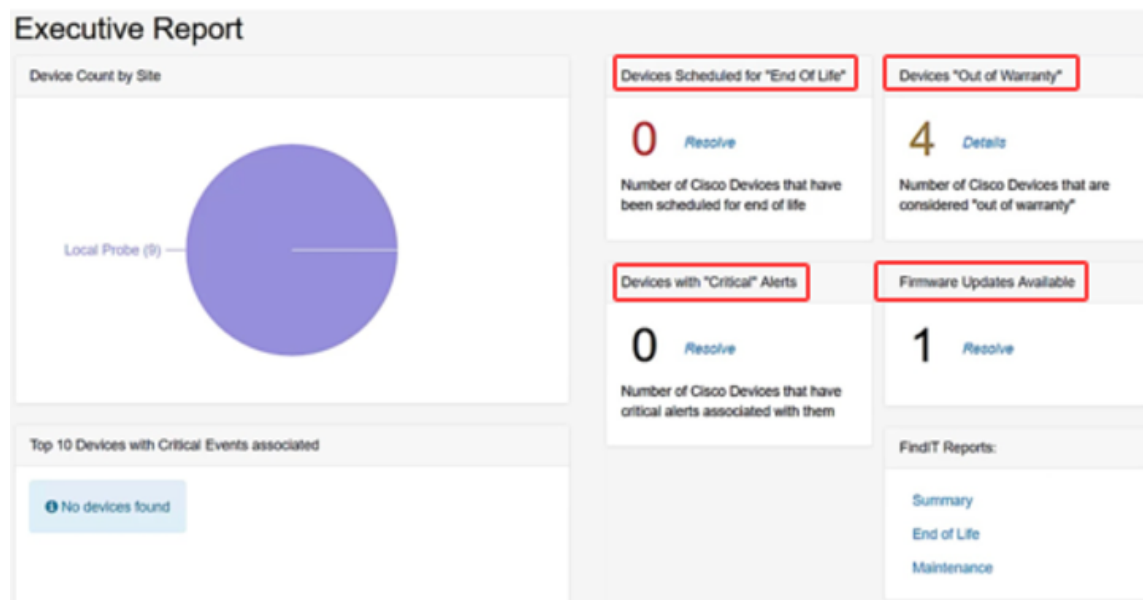 Executive Report
Device Count by Site
Local Probe (9)
Top 10 Devices with Critical Events associated
No devices found
Devices Scheduled for "End Of Life"
0 Resolve
Number of Cisco Devices that have
been scheduled for end of life
Devices "Out of Warranty"
4 Details
Number of Cisco Devices that are
considered "out of warranty"
Devices with "Critical" Alerts
0 Resolve
Number of Cisco Devices that have
critical alerts associated with them
Firmware Updates Available
1 Resolve
FindIT Reports:
Summary
End of Life
Maintenance